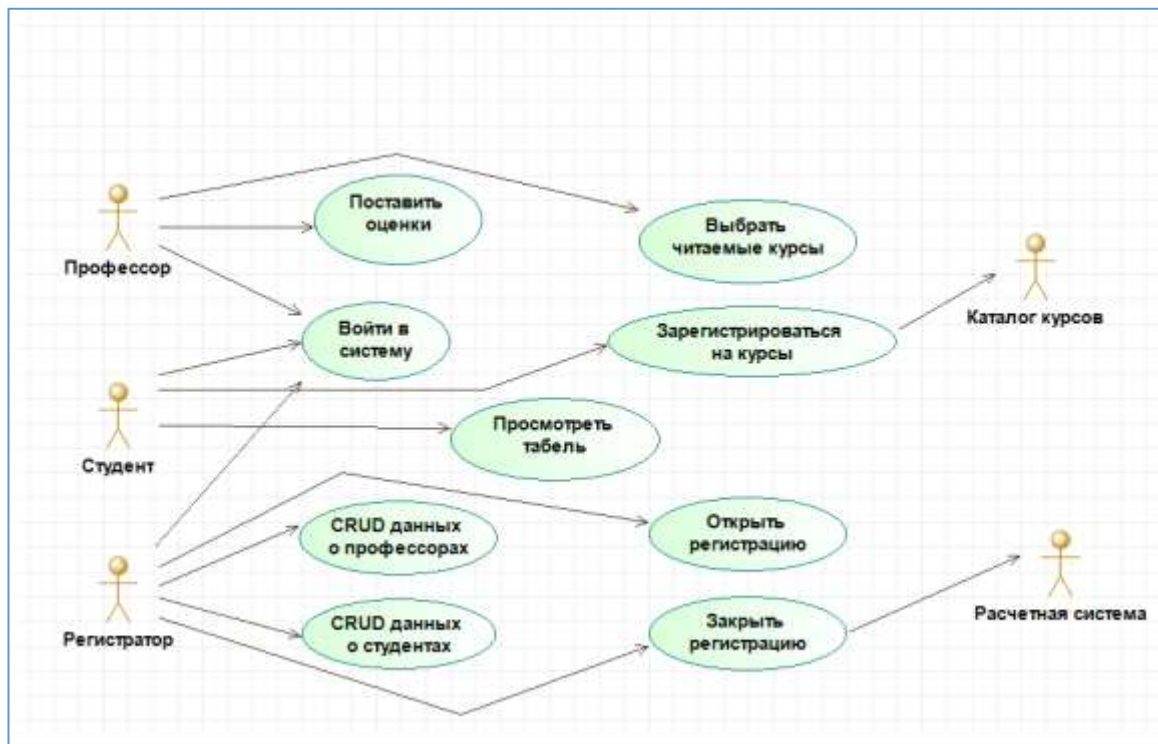 Поставить
оценки
Выбрать
читаемые курсы
Профессор
Каталог курсов
Войти в
систему
Зарегистрироваться
на курсы
Просмотреть
табель
Студент
CRUD данных
о профессорах
Открыть
регистрацию
Регистратор
CRUD данных
о студентах
Закрыть
регистрацию
Расчетная система